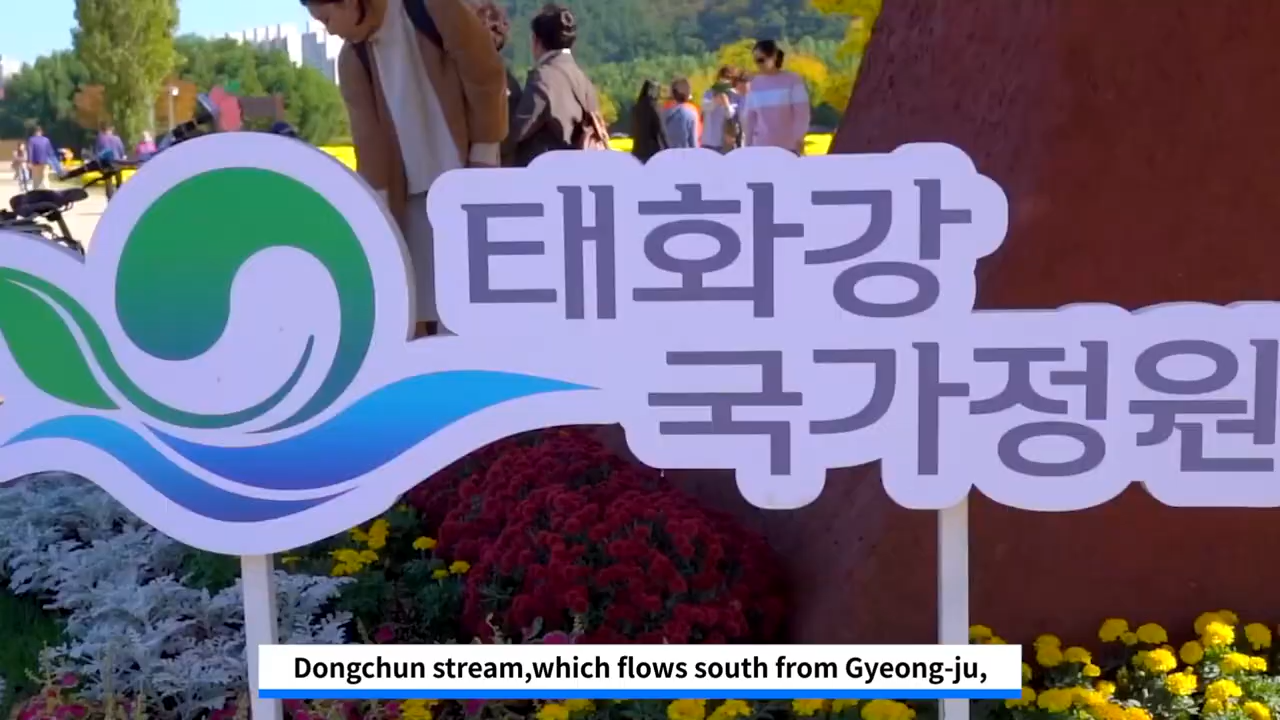 태화강
국가정원
Dongchun stream,which flows south from Gyeong-ju,